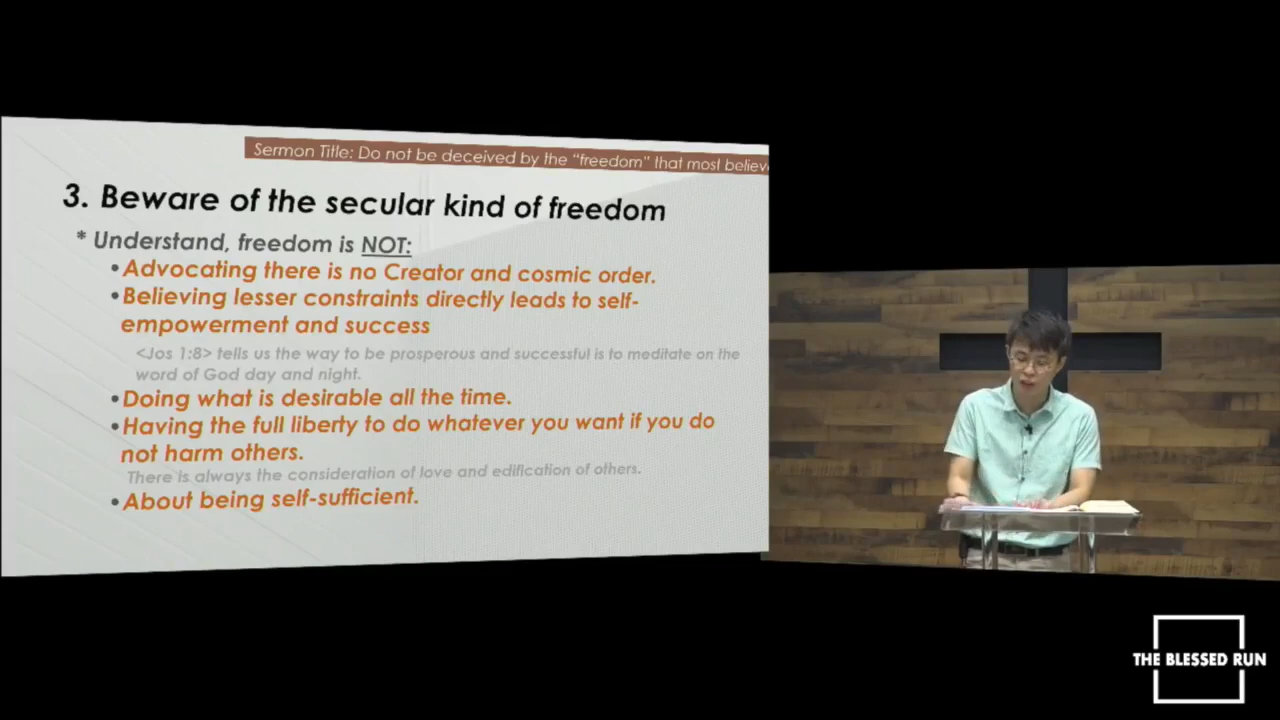 Sermon Title: Do not be deceived by the "freedom" that most believ
3. Beware of the secular kind of freedom
* Understand, freedom is NOT:
•Advocating there is no Creator and cosmic order.
•Believing lesser constraints directly leads to self-
empowerment and success
<Jos 1:8> tells us the way to be prosperous and successful is to meditate on the
word of God day and night.
•Doing what is desirable all the time.
•Having the full liberty to do whatever you want if you do
not harm others.
There is always the consideration of love and edification of others.
•About being self-sufficient.
THE BLESSED RUN